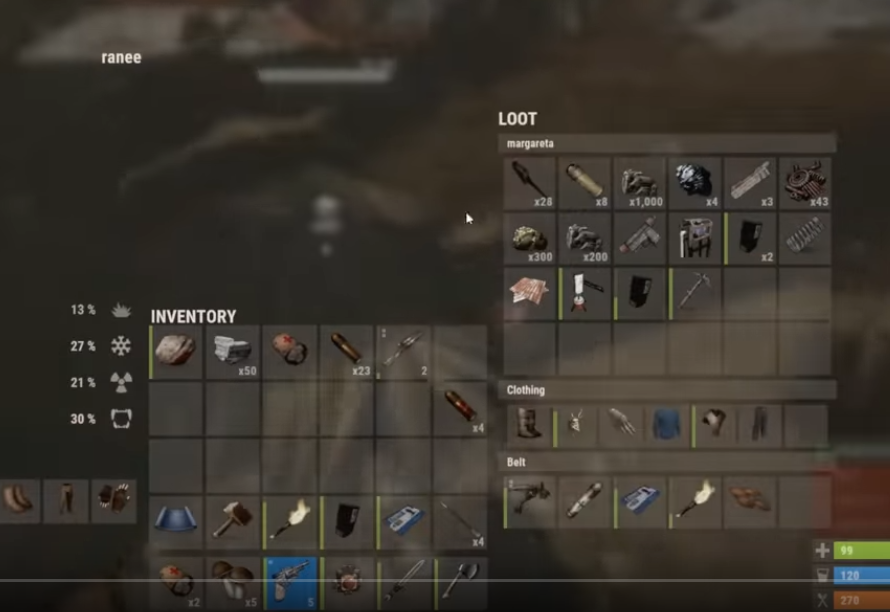 ranee
LOOT
margareta
x28 x8 x1,000 x4 x3 x43
x300 x200 x2
13 %
27 %
21 %
30 %
INVENTORY
x50 x23 2
x4
Clothing
Belt
x4
x2 x5 5
99
120
270